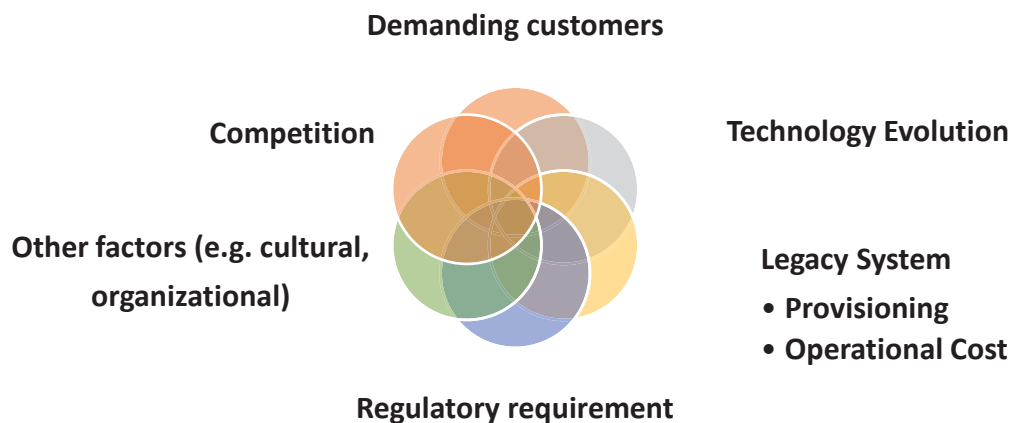 Demanding customers
Competition
Technology Evolution
Other factors (e.g. cultural,
organizational)
Legacy System
• Provisioning
• Operational Cost
Regulatory requirement